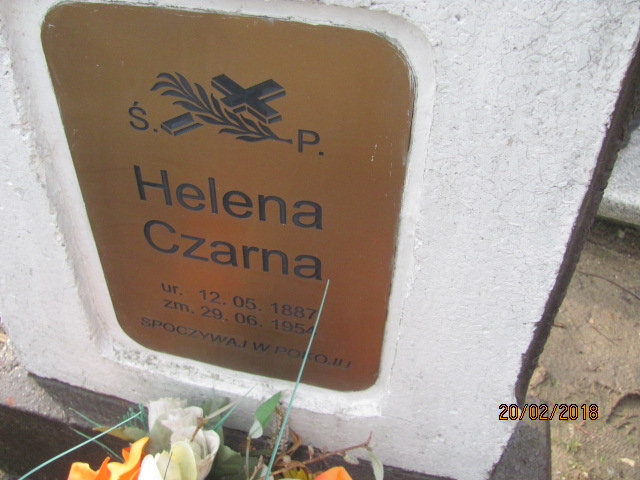 Ś. P.
Helena
Czarna
ur. 12. 05. 1887
zm. 29. 06. 1954
SPOCZYWAJ W POKOJU
20/02/2018